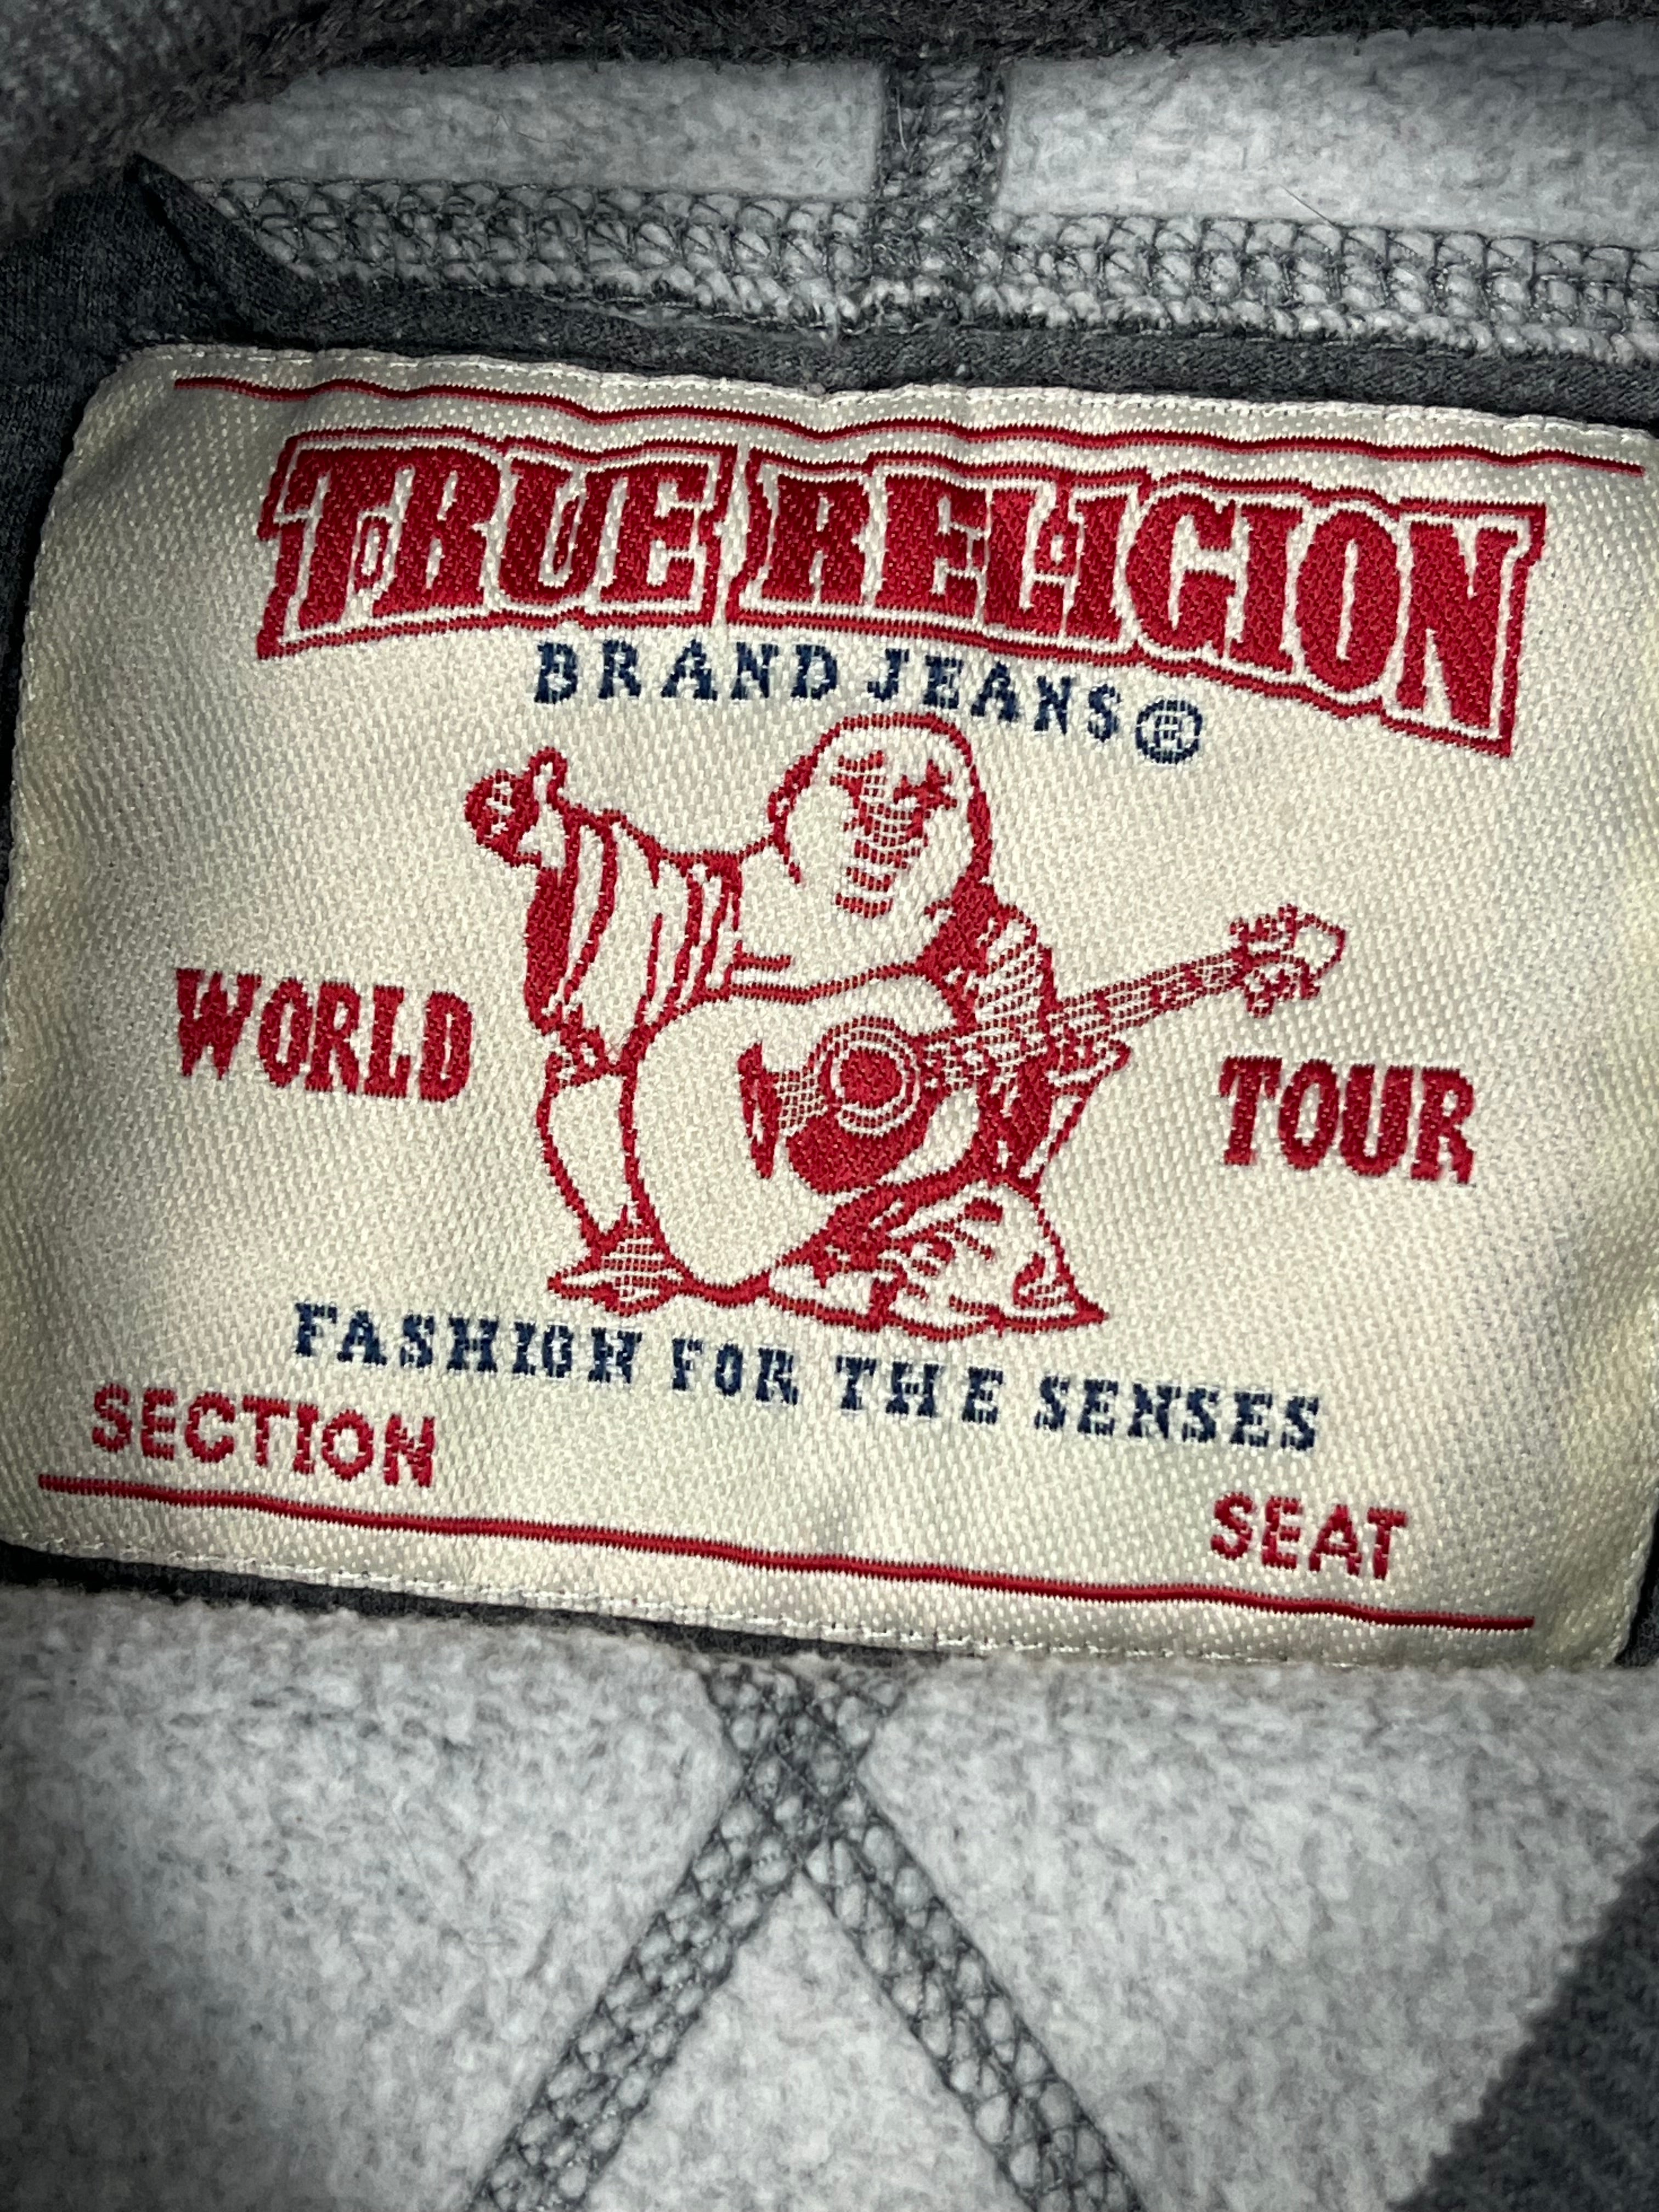 TRUE RELIGION
BRAND JEANS®
WORLD TOUR
FASHION FOR THE SENSES
SECTION SEAT